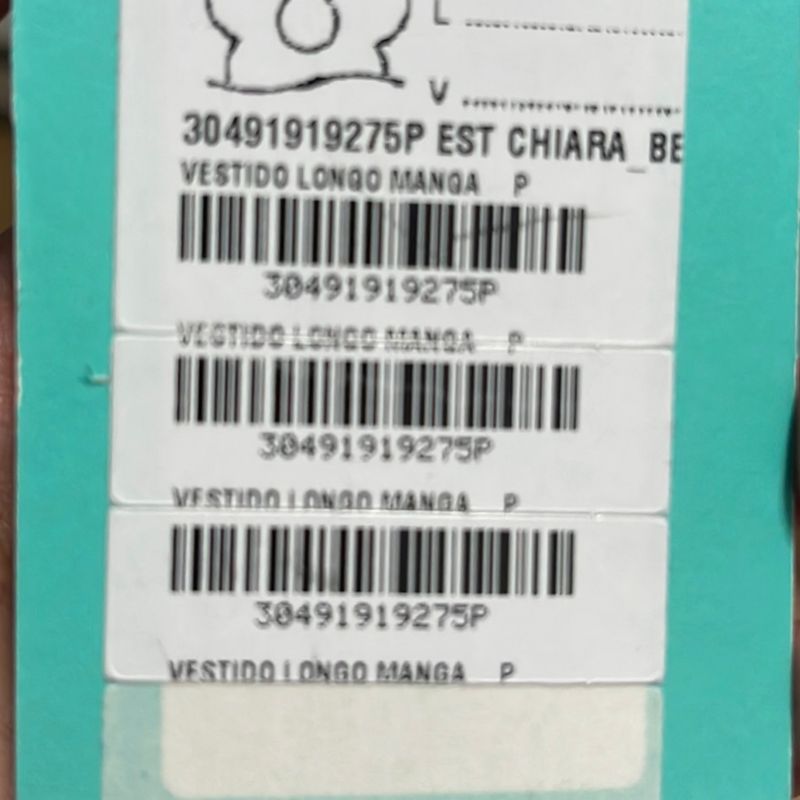 L
V
30491919275P EST CHIARA_BE
VESTIDO LONGO MANGA P
30491919275P
VESTIDO LONGO MANGA P
30491919275P
VESTIDO LONGO MANGA P
30491919275P
VESTIDO LONGO MANGA P